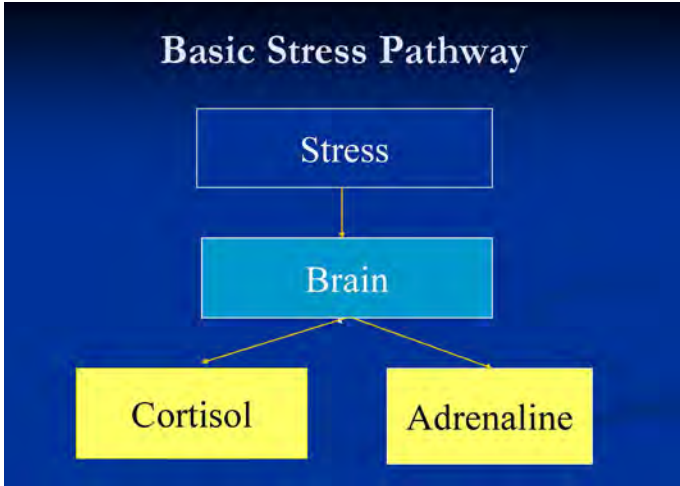 Basic Stress Pathway
Stress
Brain
Cortisol
Adrenaline